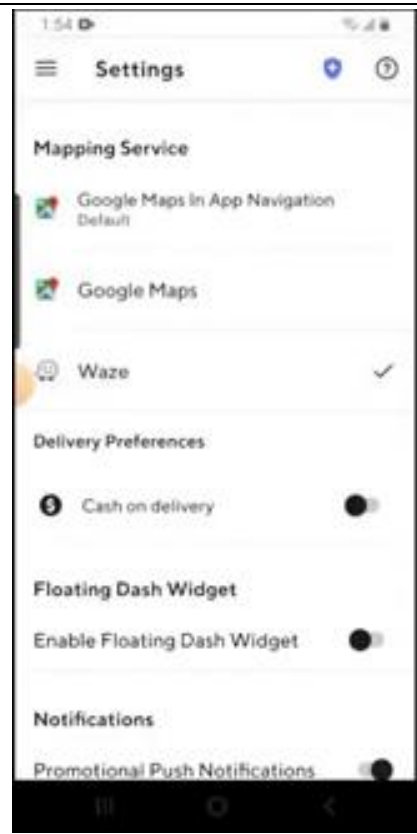 1:54
Settings
Mapping Service
Google Maps In App Navigation
Default
Google Maps
Waze
Delivery Preferences
Cash on delivery
Floating Dash Widget
Enable Floating Dash Widget
Notifications
Promotional Push Notifications